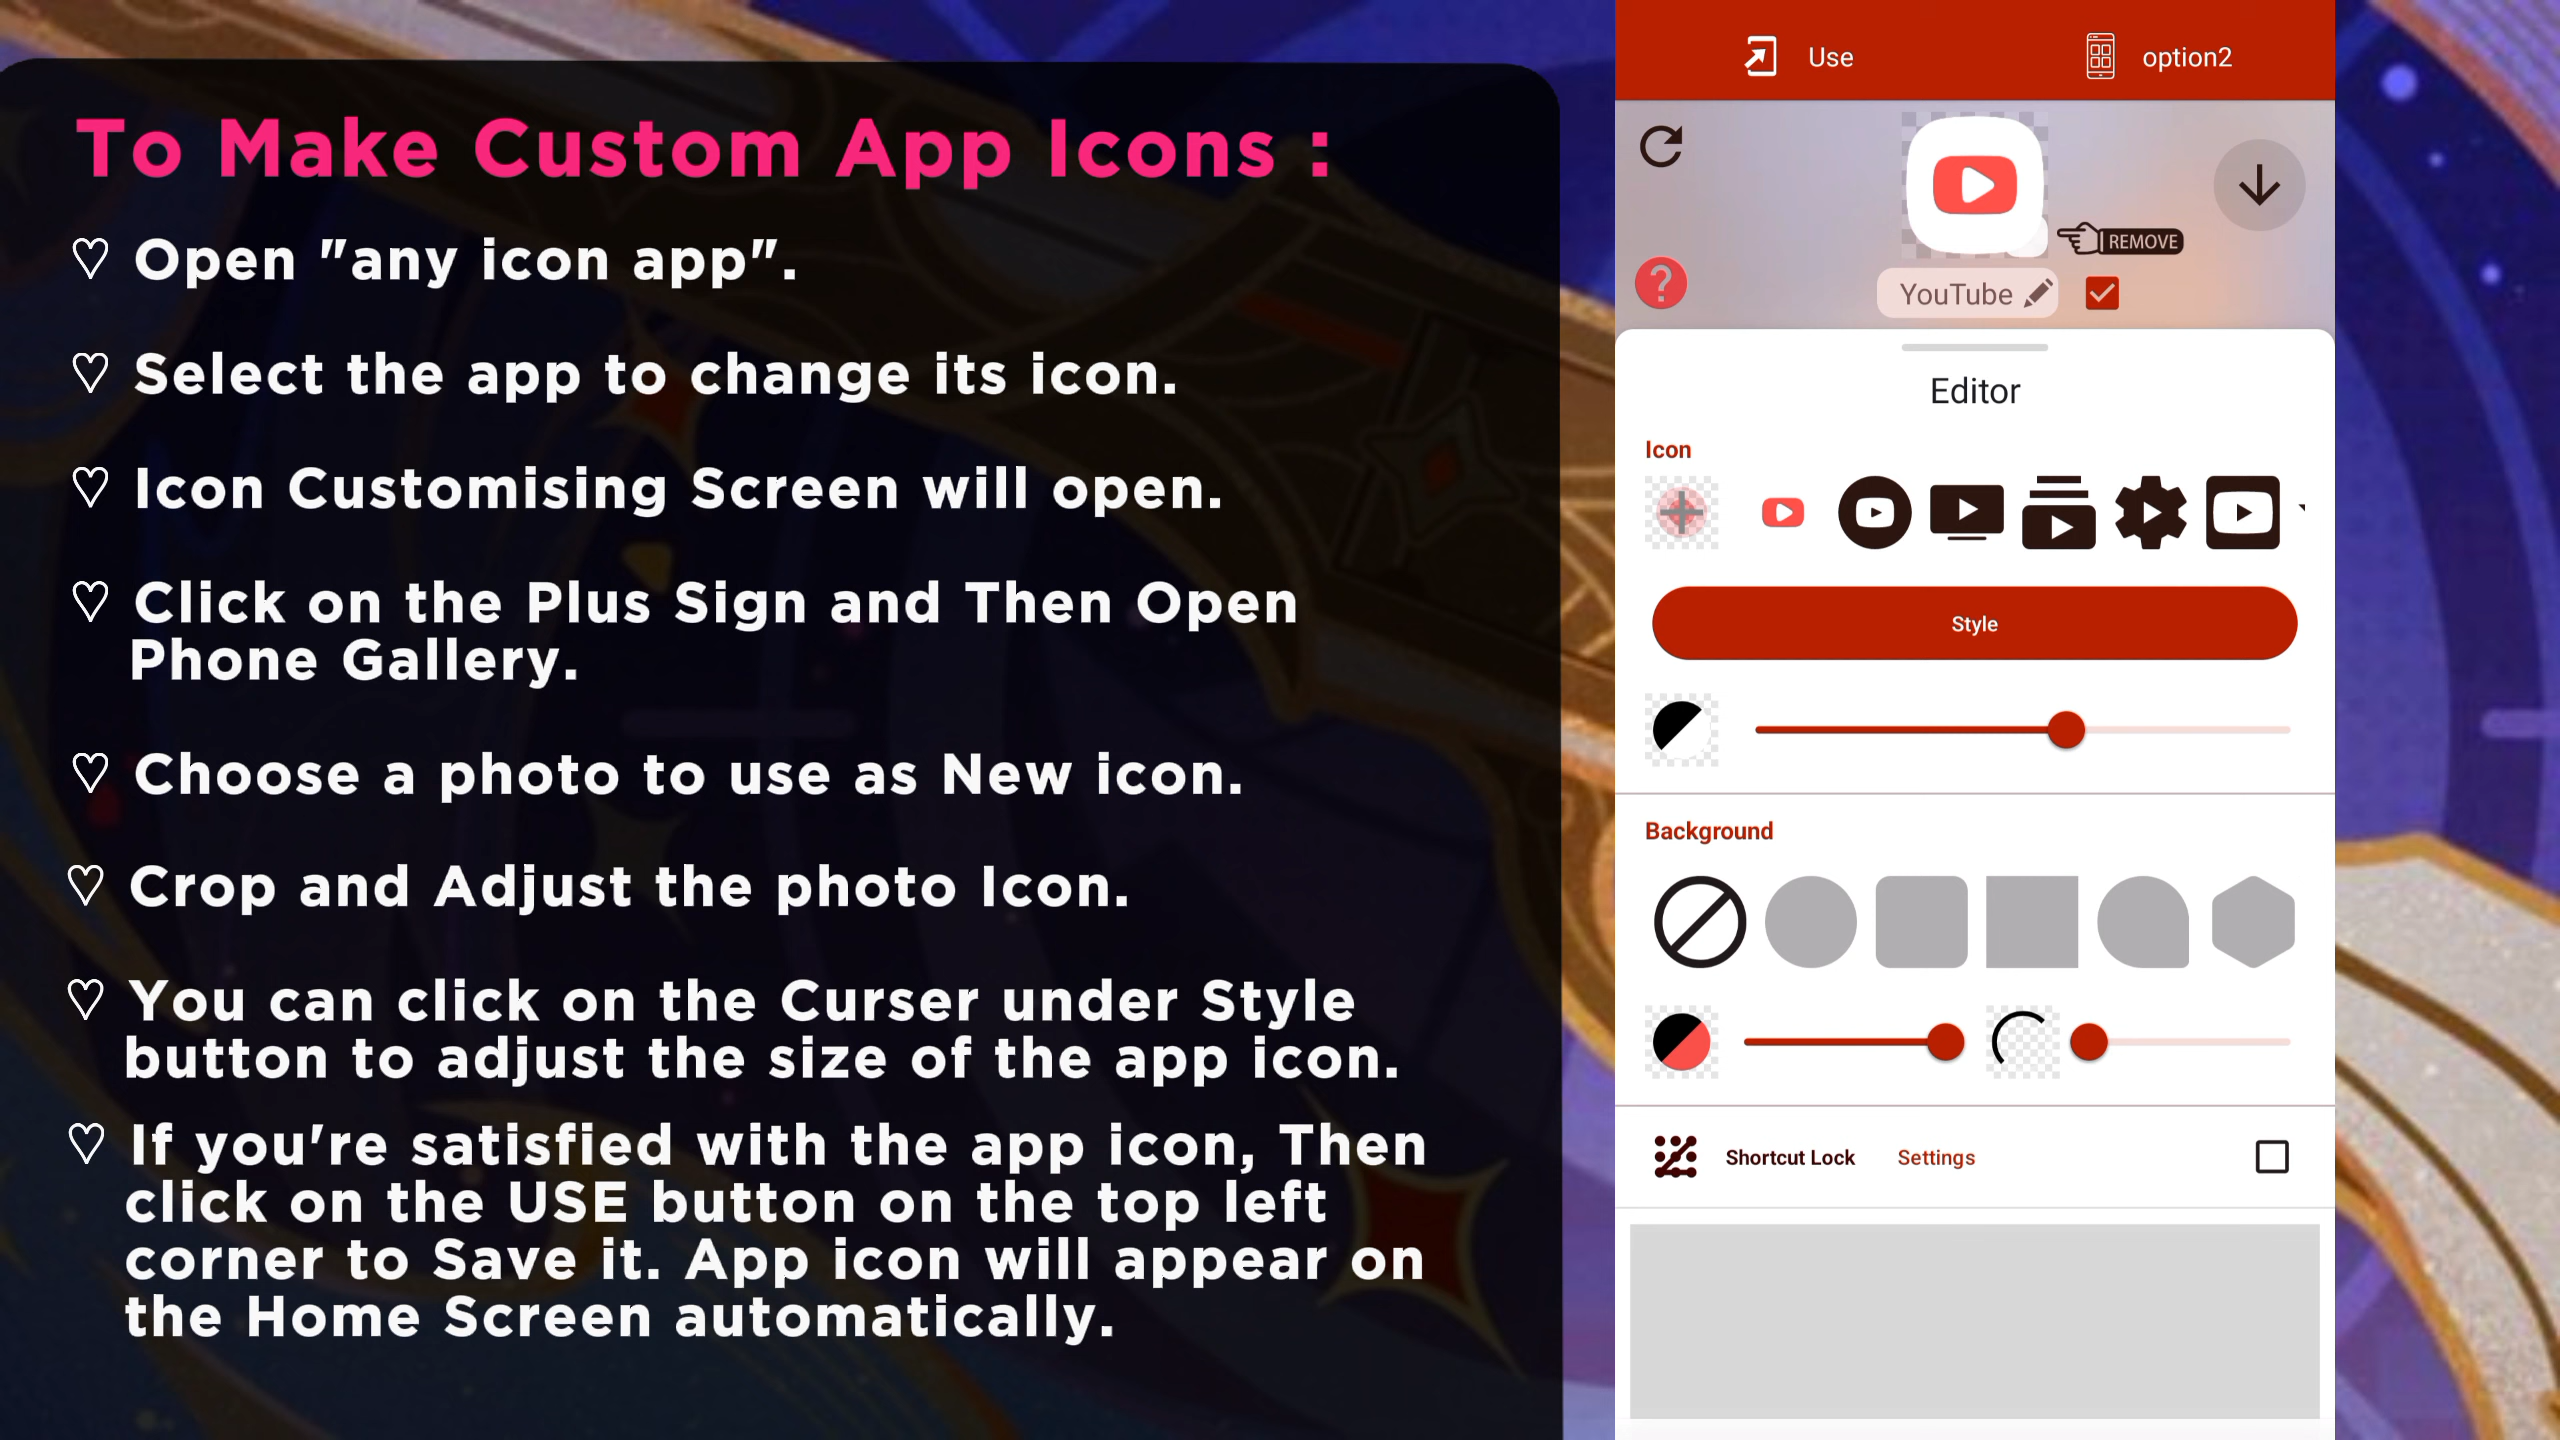 To Make Custom App Icons :
♡ Open "any icon app".
♡ Select the app to change its icon.
♡ Icon Customising Screen will open.
♡ Click on the Plus Sign and Then Open
Phone Gallery.
♡ Choose a photo to use as New icon.
♡ Crop and Adjust the photo Icon.
♡ You can click on the Curser under Style
button to adjust the size of the app icon.
♡ If you're satisfied with the app icon, Then
click on the USE button on the top left
corner to Save it. App icon will appear on
the Home Screen automatically.
Use
option2
REMOVE
?
YouTube
Editor
Icon
Style
Background
Shortcut Lock Settings